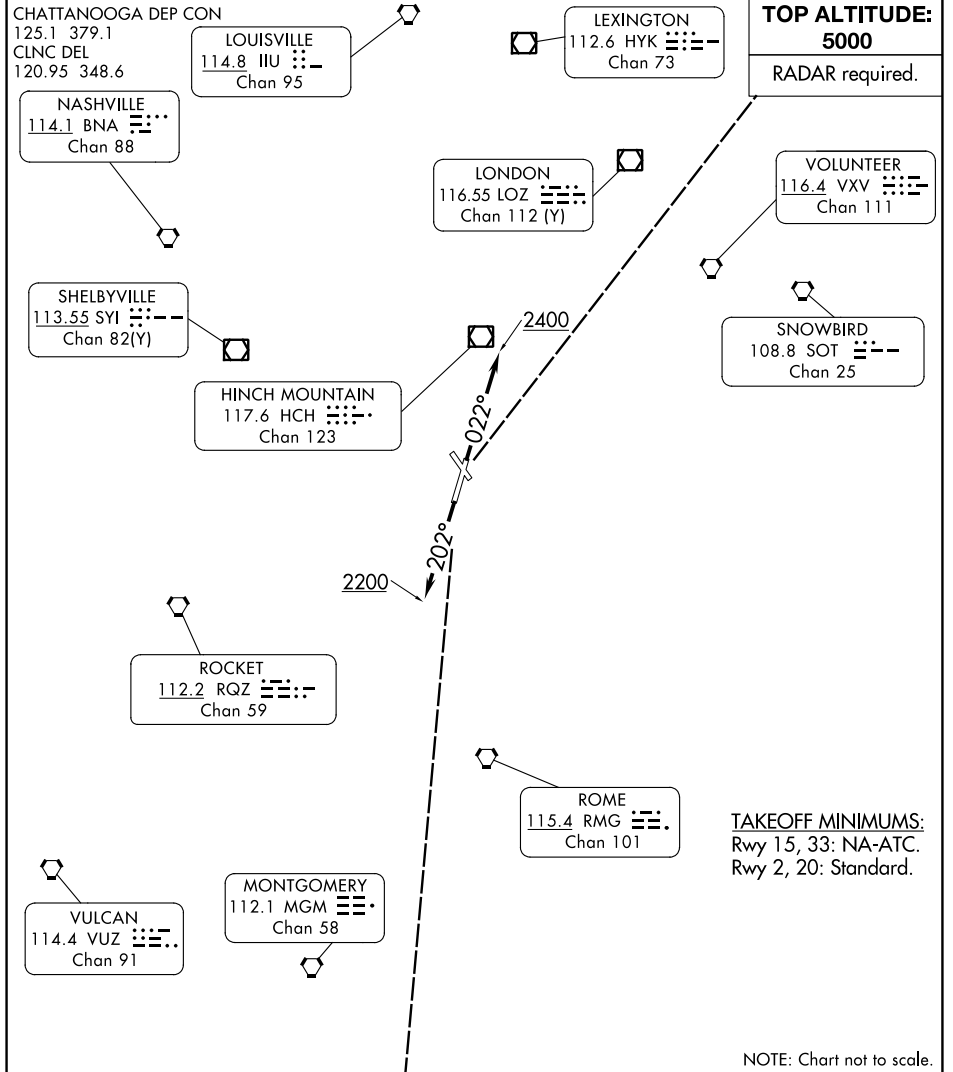 CHATTANOOGA DEP CON
125.1 379.1
CLNC DEL
120.95 348.6
LOUISVILLE
114.8 IIU
Chan 95
LEXINGTON
112.6 HYK
Chan 73
TOP ALTITUDE:
5000
RADAR required.
NASHVILLE
114.1 BNA
Chan 88
LONDON
116.55 LOZ
Chan 112 (Y)
VOLUNTEER
116.4 VXV
Chan 111
SHELBYVILLE
113.55 SYI
Chan 82(Y)
2400
SNOWBIRD
108.8 SOT
Chan 25
HINCH MOUNTAIN
117.6 HCH
Chan 123
022°
202°
2200
ROCKET
112.2 RQZ
Chan 59
ROME
115.4 RMG
Chan 101
TAKEOFF MINIMUMS:
Rwy 15, 33: NA-ATC.
Rwy 2, 20: Standard.
VULCAN
114.4 VUZ
Chan 91
MONTGOMERY
112.1 MGM
Chan 58
NOTE: Chart not to scale.